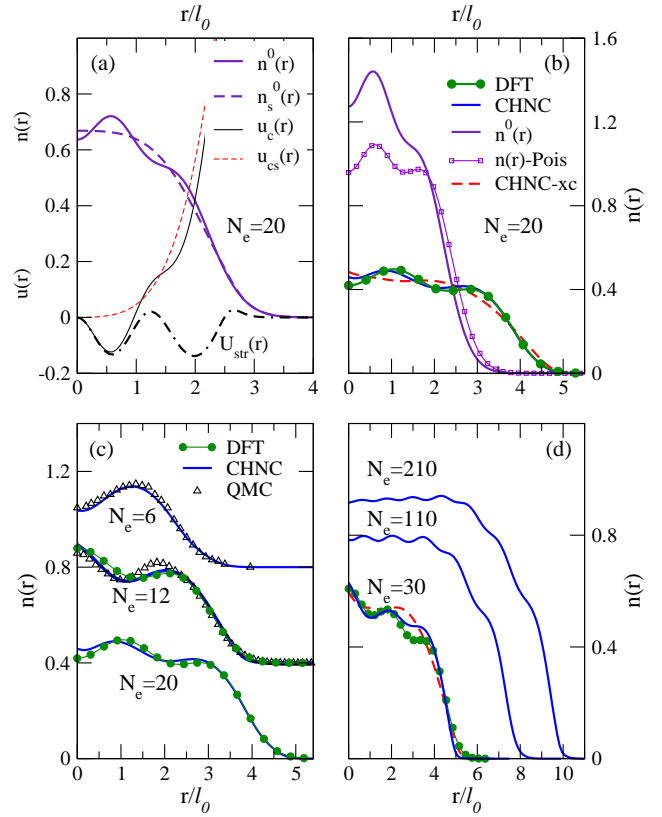 r/l₀ r/l₀
(a)
n⁰(r)
nₛ⁰(r)
u_c(r)
u_cs(r)
Nₑ=20
U_str(r)
n(r)
u(r)
1
0.8
0.6
0.4
0.2
0
-0.2
0 1 2 3 4
(b)
DFT
CHNC
n⁰(r)
n(r)-Pois
CHNC-xc
Nₑ=20
n(r)
1.6
1.2
0.8
0.4
0
0 1 2 3 4 5
(c)
DFT
CHNC
QMC
Nₑ=6
Nₑ=12
Nₑ=20
n(r)
1.2
0.8
0.4
0
0 1 2 3 4 5
r/l₀
(d)
Nₑ=210
Nₑ=110
Nₑ=30
n(r)
0.8
0.4
0
0 2 4 6 8 10
r/l₀